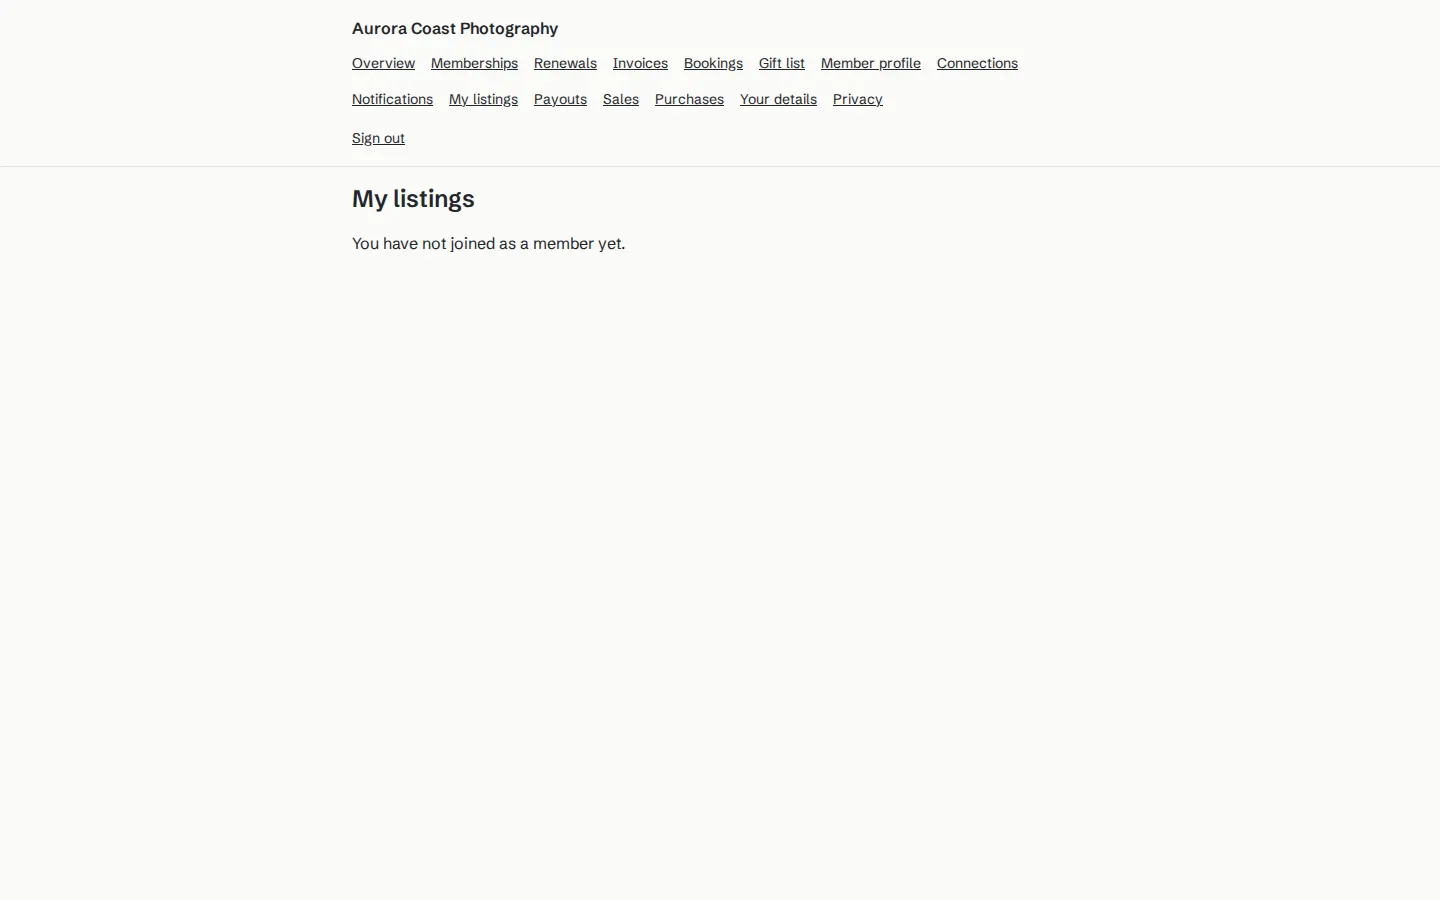 Aurora Coast Photography
Overview Memberships Renewals Invoices Bookings Gift list Member profile Connections
Notifications My listings Payouts Sales Purchases Your details Privacy
Sign out
My listings
You have not joined as a member yet.